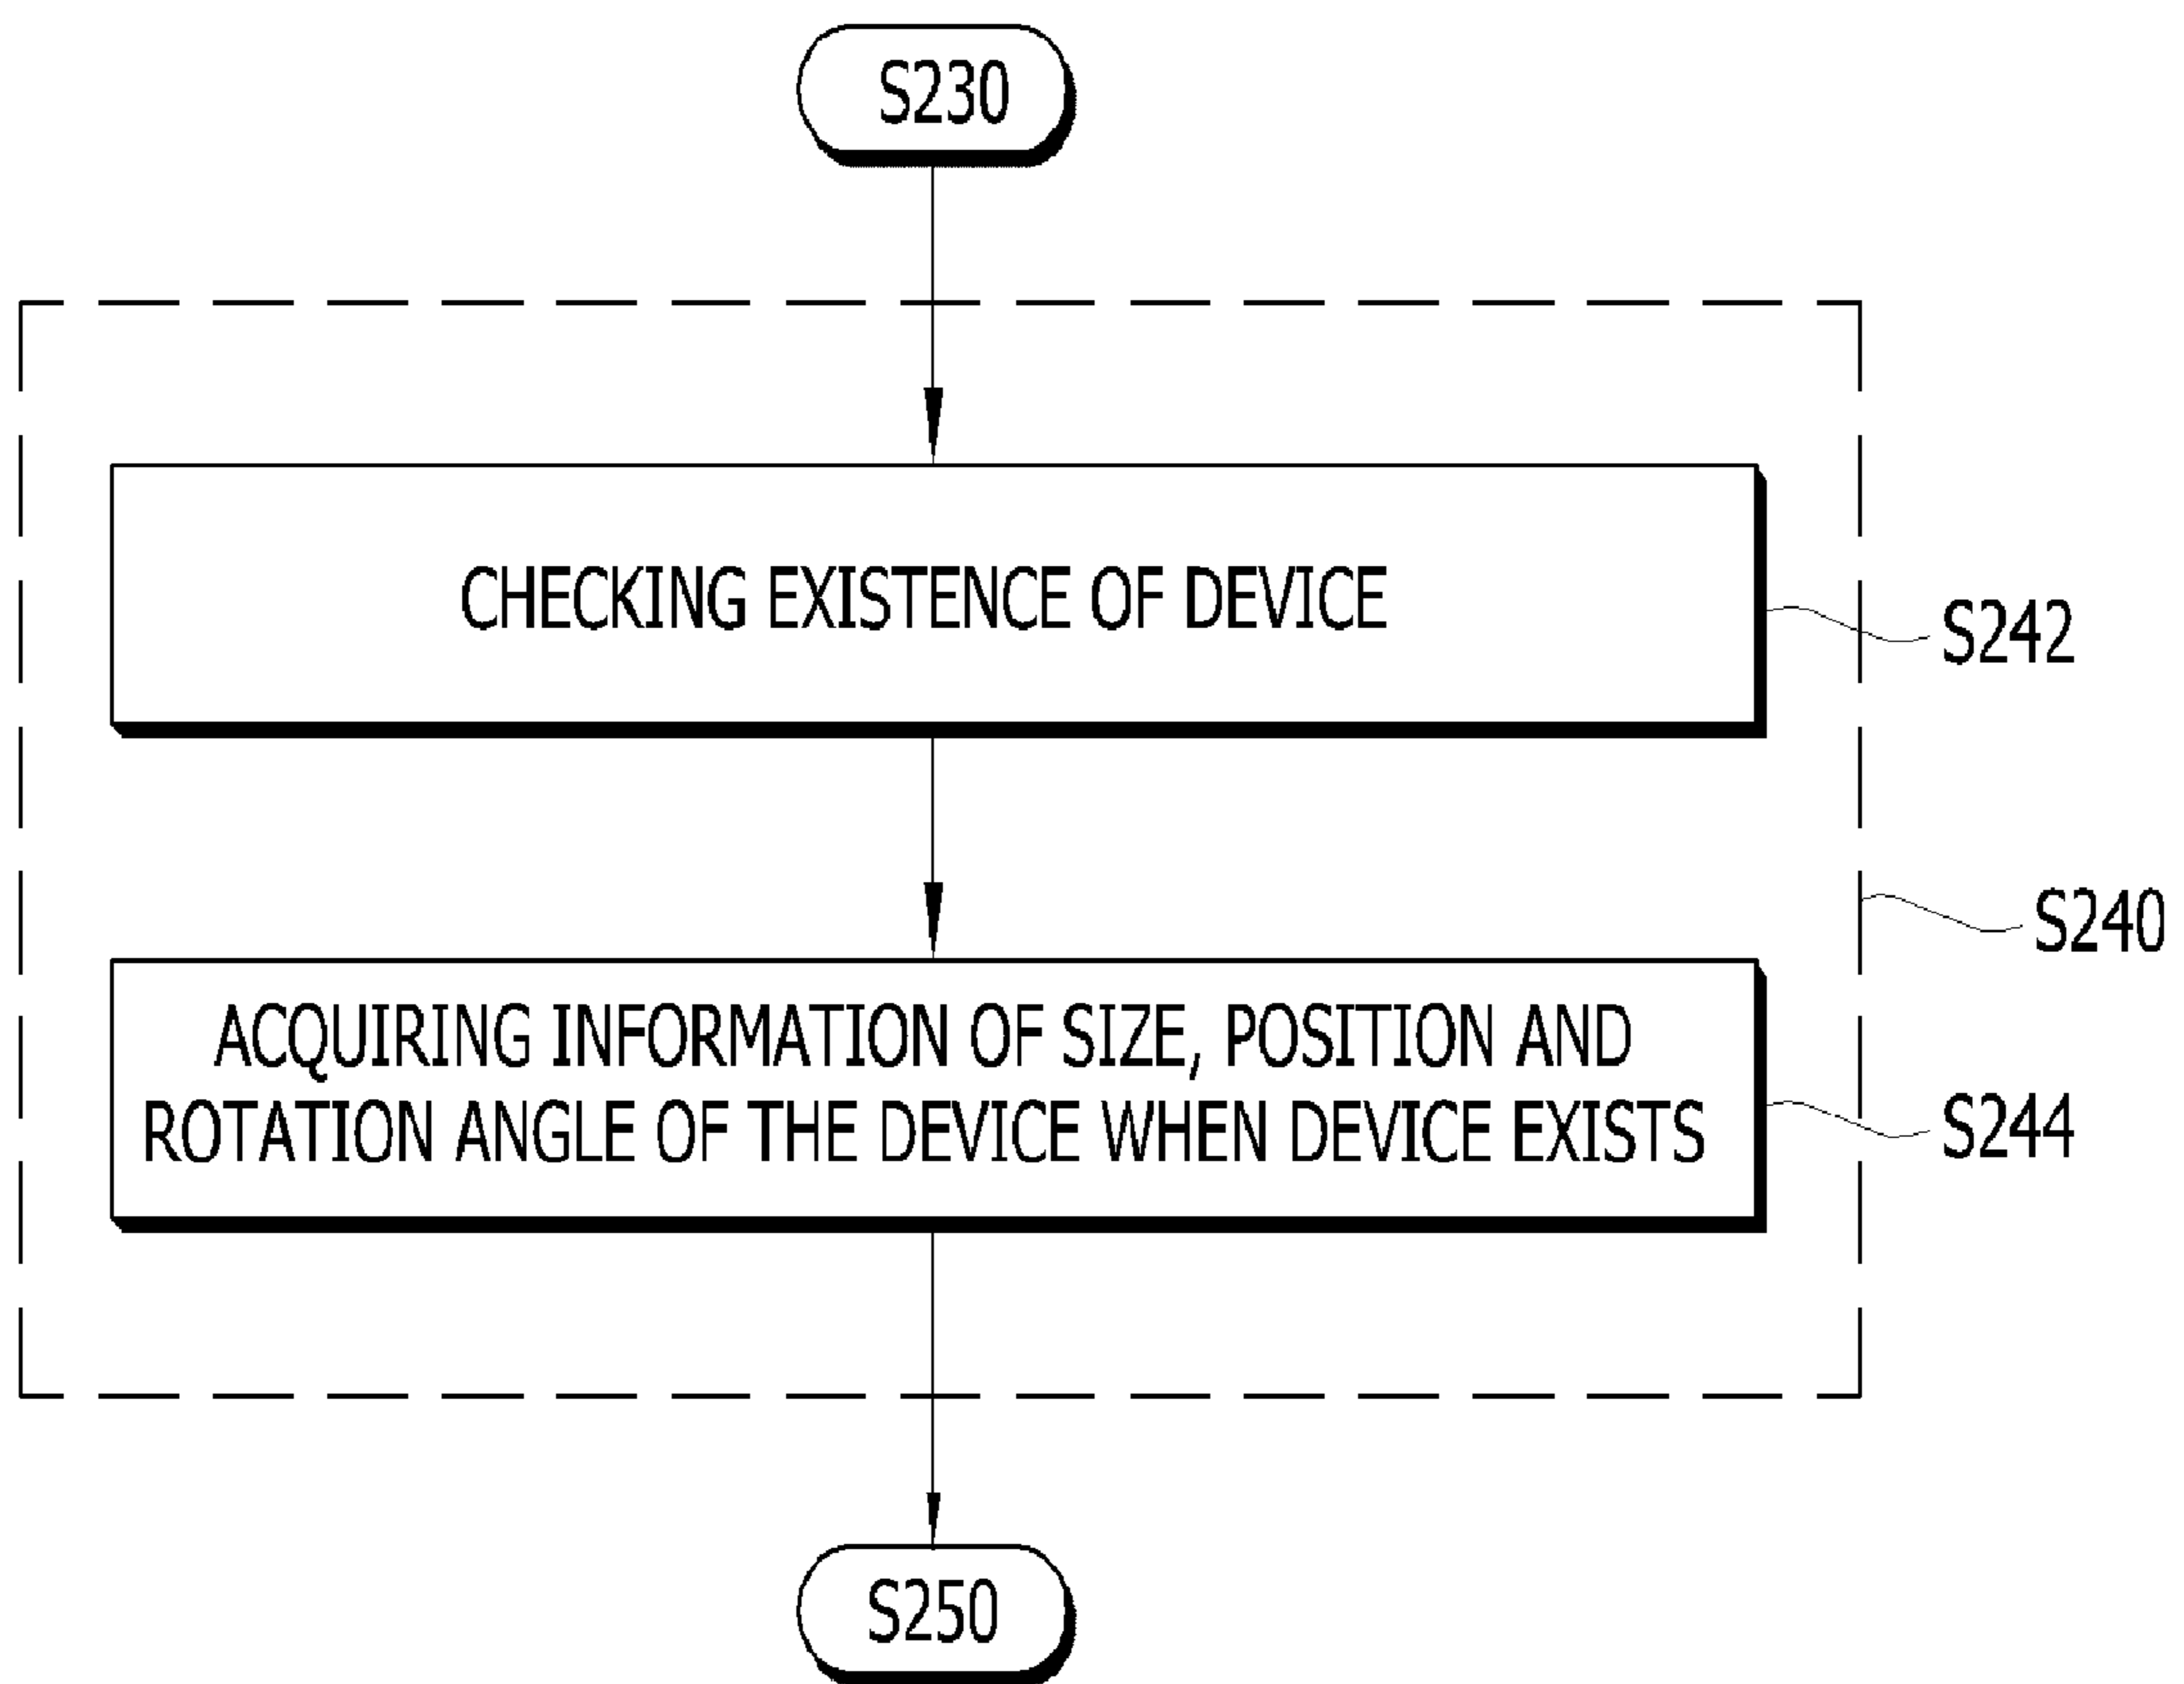 S230
CHECKING EXISTENCE OF DEVICE
S242
S240
ACQUIRING INFORMATION OF SIZE, POSITION AND
ROTATION ANGLE OF THE DEVICE WHEN DEVICE EXISTS
S244
S250